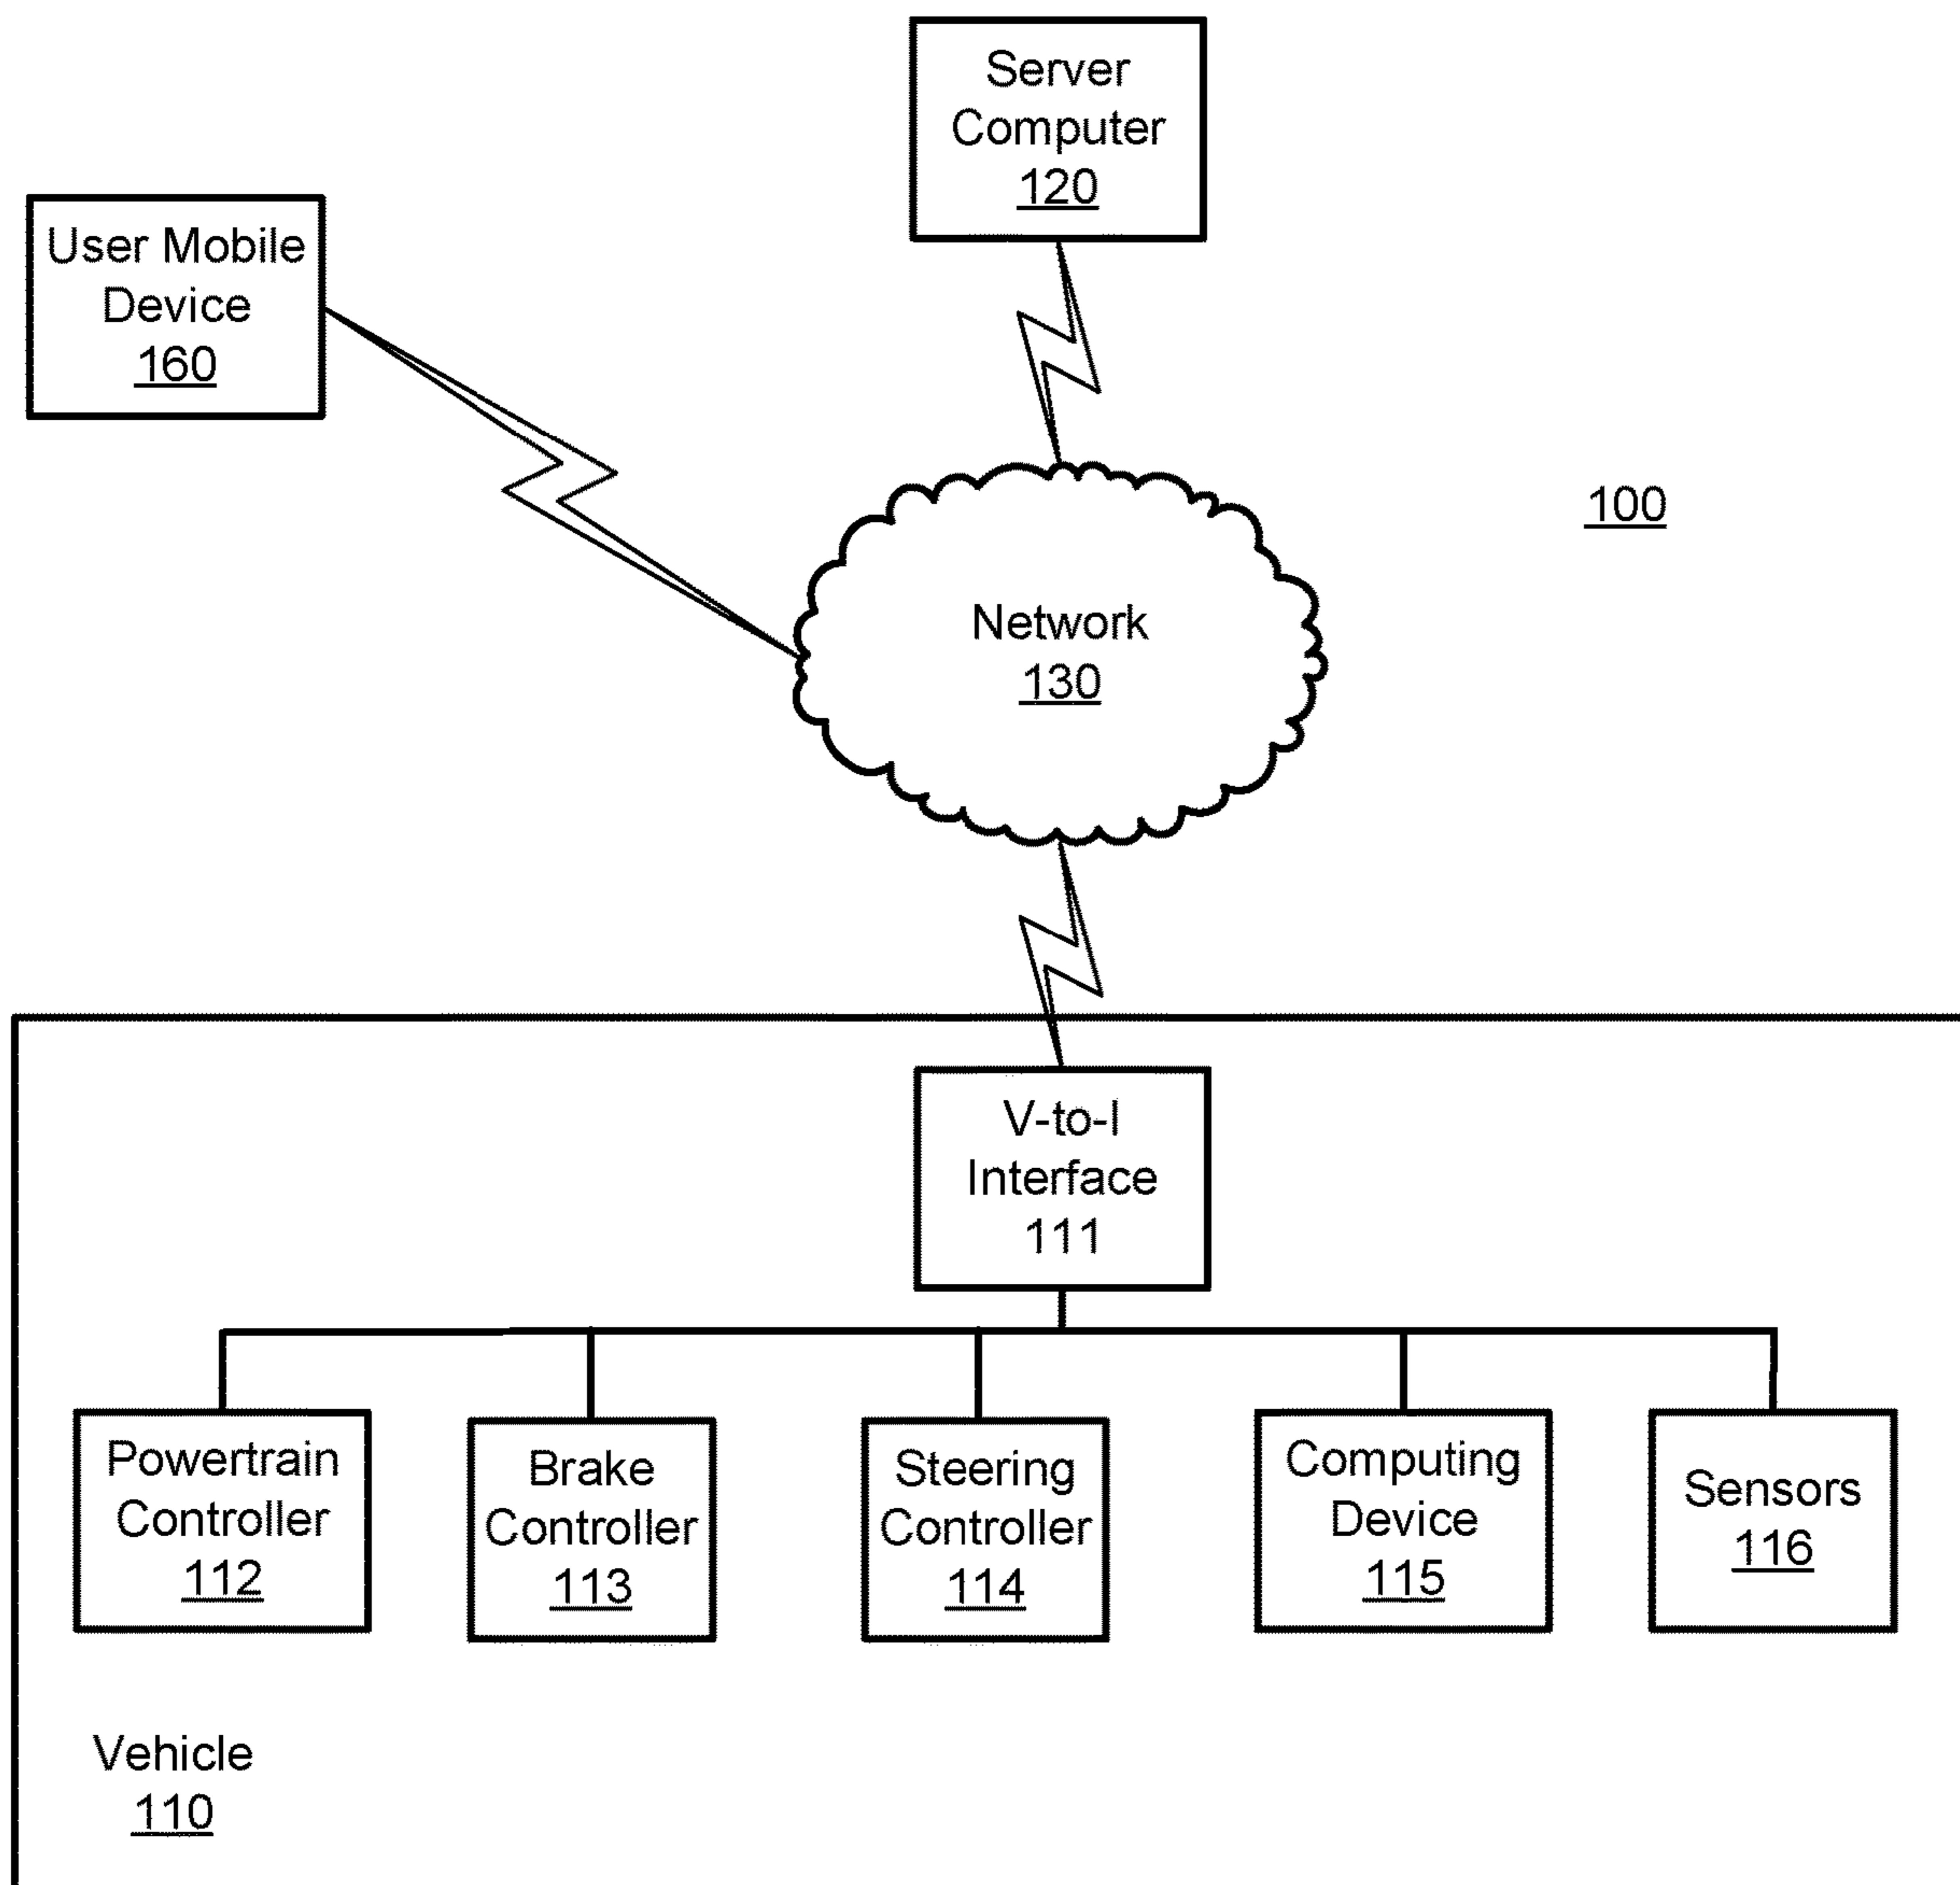 Server
Computer
120
User Mobile
Device
160
100
Network
130
V-to-I
Interface
111
Powertrain
Controller
112
Brake
Controller
113
Steering
Controller
114
Computing
Device
115
Sensors
116
Vehicle
110